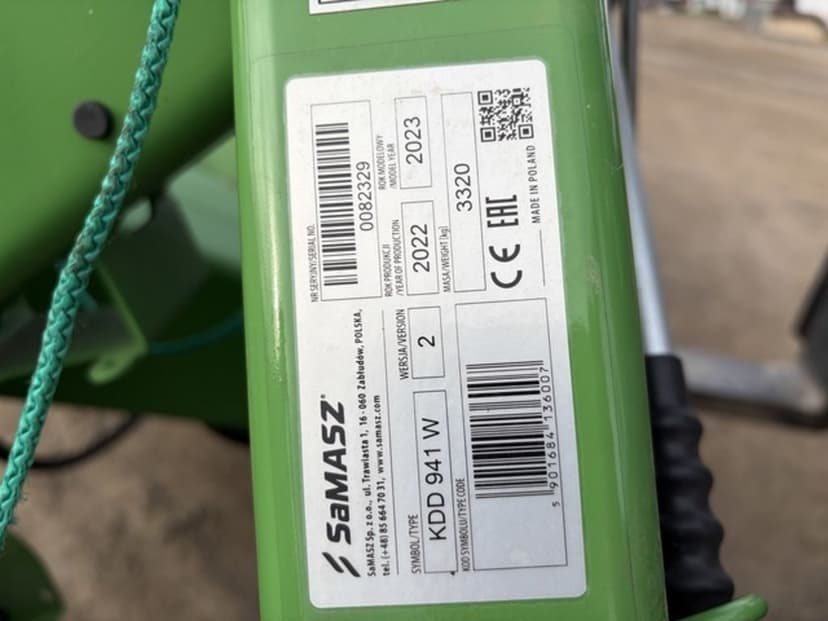 SaMASZ®
SaMASZ Sp. z o.o., ul. Trawiasta 1, 16-060 Zabłudów, POLSKA,
tel. (+48) 85 664 70 31, www.samasz.com
NR SERYJNY/SERIAL NO.
0082329
SYMBOL/TYPE
KDD 941 W
WERSJA/VERSION
2
ROK PRODUKCJI
/YEAR OF PRODUCTION
2022
ROK MODELOWY
/MODEL YEAR
2023
KOD SYMBOLU/TYPE CODE
5 901684 136007
MASA/WEIGHT [kg]
3320
CE EAC
MADE IN POLAND